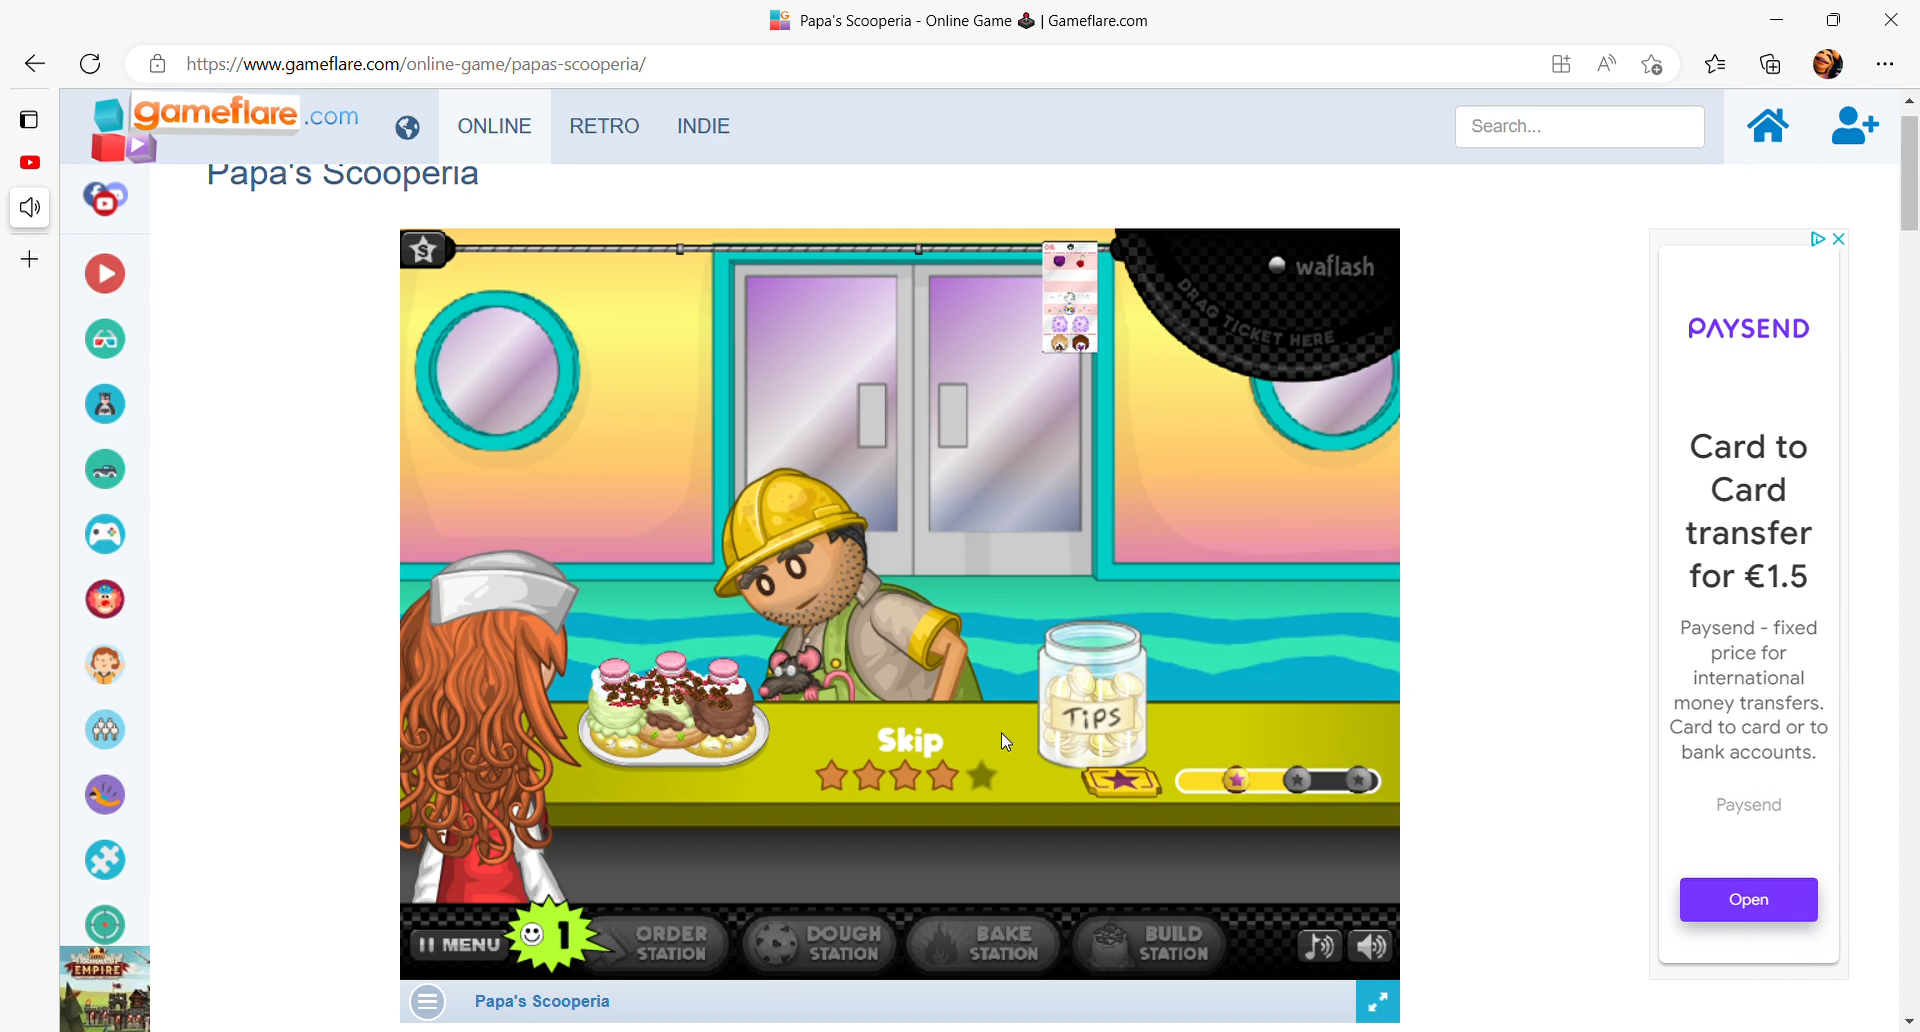 Papa's Scooperia - Online Game 🕹 | Gameflare.com
https://www.gameflare.com/online-game/papas-scooperia/
gameflare.com
ONLINE
RETRO
INDIE
Search...
Papa's Scooperia
S
06
waflash
DRAG TICKET HERE
TiPS
Skip
MENU
1
ORDER
STATION
DOUGH
STATION
BAKE
STATION
BUILD
STATION
Papa's Scooperia
EMPIRE
PAYSEND
Card to
Card
transfer
for €1.5
Paysend - fixed
price for
international
money transfers.
Card to card or to
bank accounts.
Paysend
Open